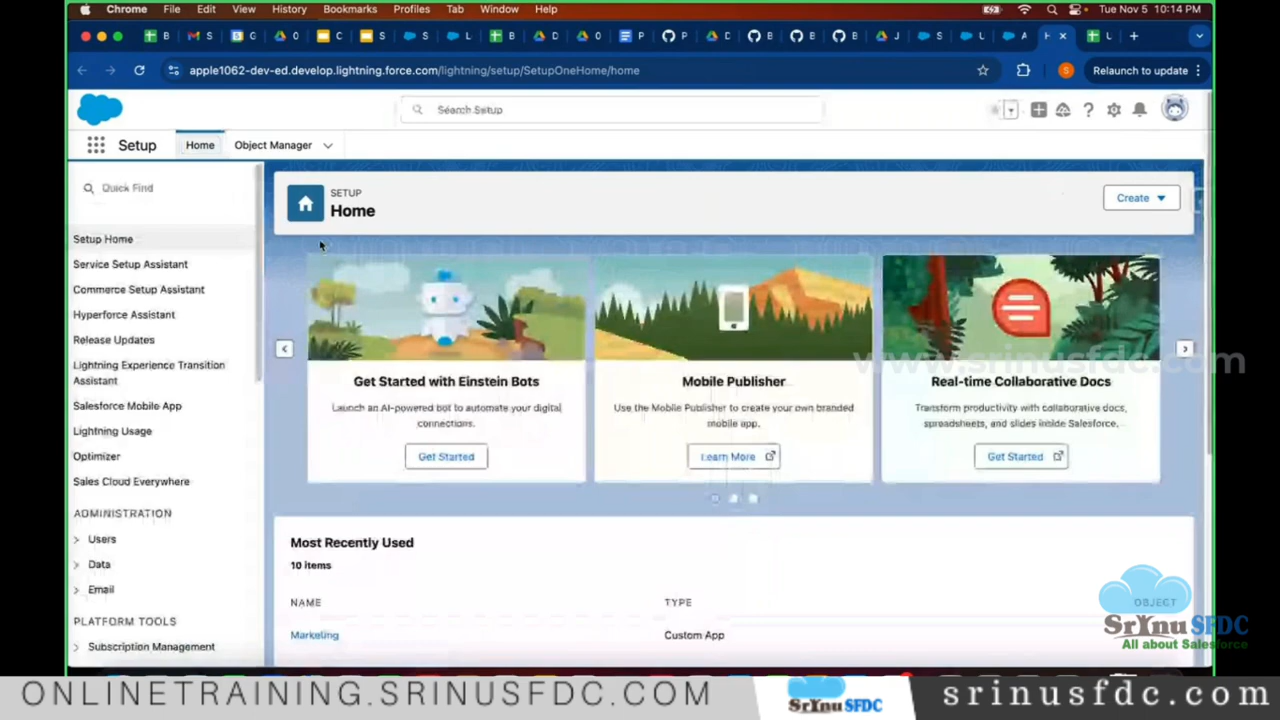 Chrome File Edit View History Bookmarks Profiles Tab Window Help Tue Nov 5 10:14 PM
B S G 0 C S S L B D 0 P P D B B B J S U A H L
apple1062-dev-ed.develop.lightning.force.com/lightning/setup/SetupOneHome/home S Relaunch to update
Search Setup
Setup Home Object Manager
Quick Find
SETUP
Home
Create
Setup Home
Service Setup Assistant
Commerce Setup Assistant
Hyperforce Assistant
Release Updates
Lightning Experience Transition
Assistant
Salesforce Mobile App
Lightning Usage
Optimizer
Sales Cloud Everywhere
ADMINISTRATION
Users
Data
Email
PLATFORM TOOLS
Subscription Management
Get Started with Einstein Bots
Launch an AI-powered bot to automate your digital
connections.
Get Started
Mobile Publisher
Use the Mobile Publisher to create your own branded
mobile app.
Learn More
Real-time Collaborative Docs
Transform productivity with collaborative docs,
spreadsheets, and slides inside Salesforce.
Get Started
www.srinusfdc.com
Most Recently Used
10 items
NAME TYPE OBJECT
Marketing Custom App
SrYnu SFDC
All about Salesforce
ONLINETRAINING.SRINUSFDC.COM
SrYnu SFDC
srinusfdc.com